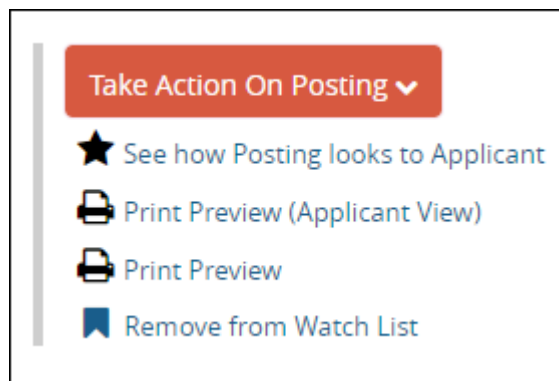 Take Action On Posting
See how Posting looks to Applicant
Print Preview (Applicant View)
Print Preview
Remove from Watch List